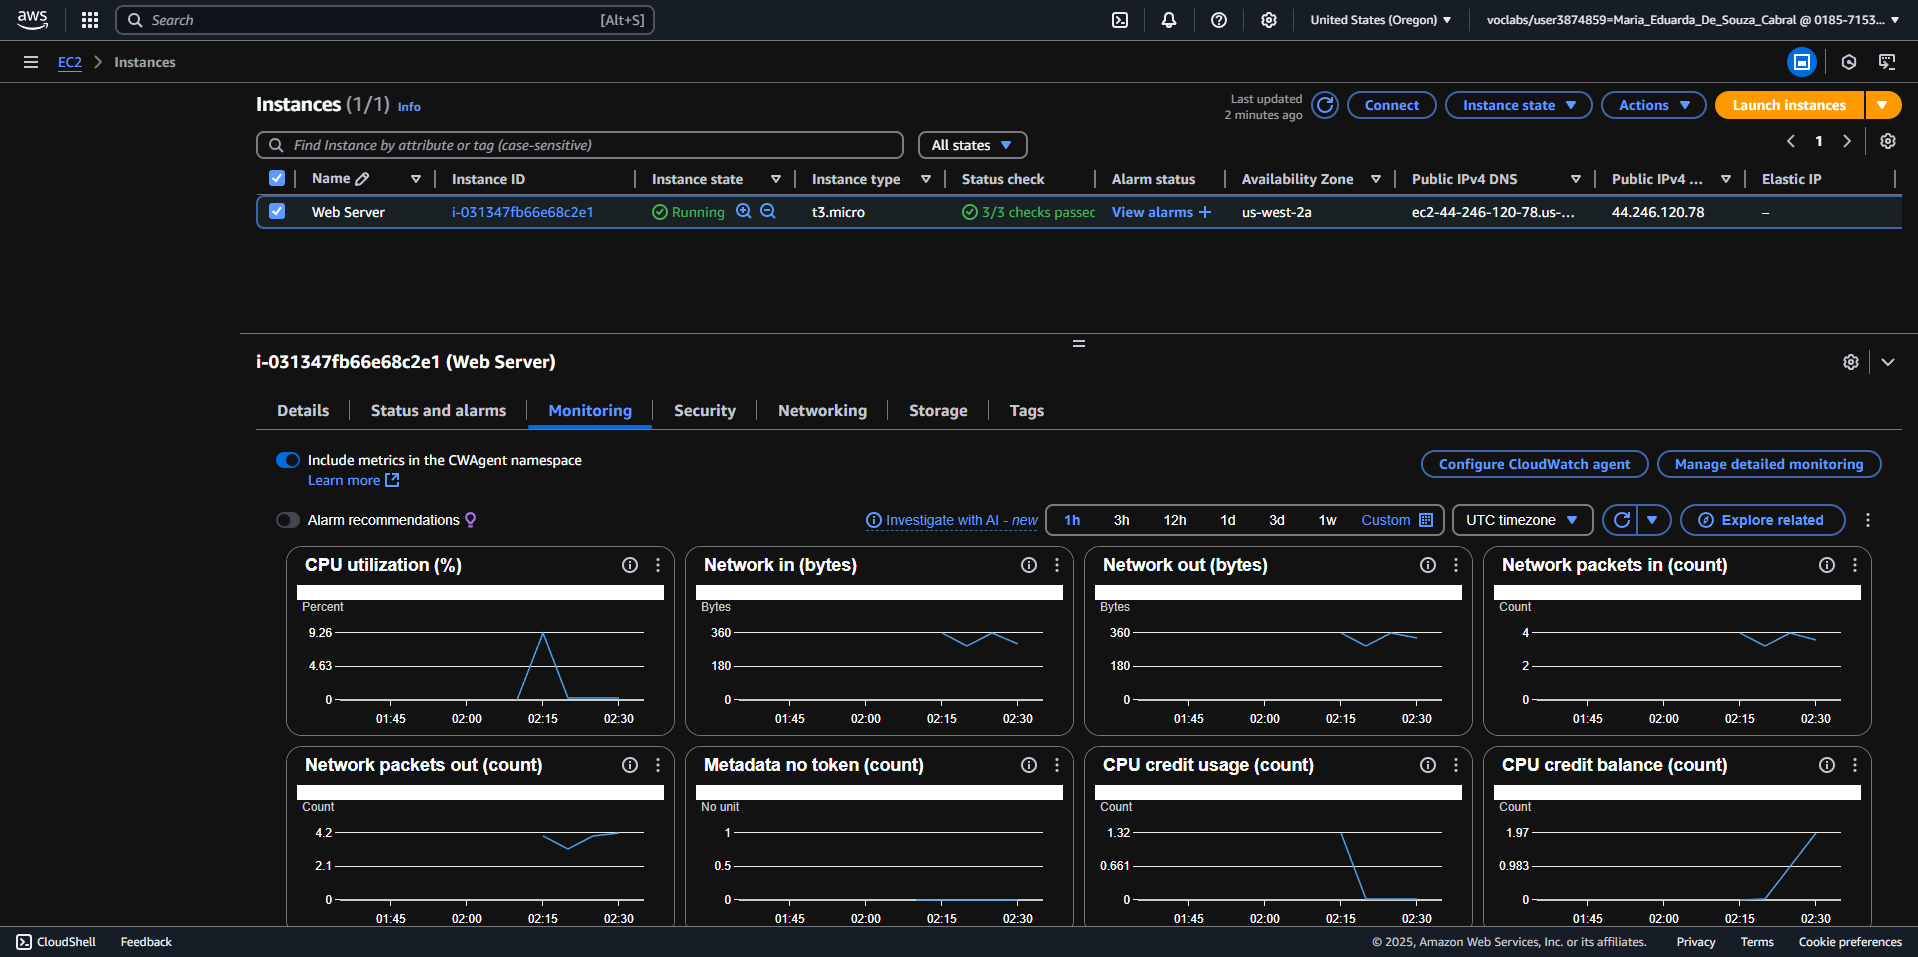 aws
Search [Alt+S]
United States (Oregon)
voclabs/user3874859=Maria_Eduarda_De_Souza_Cabral @ 0185-7153...
EC2 Instances
Instances (1/1) Info
Last updated
2 minutes ago
Connect
Instance state
Actions
Launch instances
Find Instance by attribute or tag (case-sensitive)
All states
1
Name Instance ID Instance state Instance type Status check Alarm status Availability Zone Public IPv4 DNS Public IPv4 ... Elastic IP
Web Server i-031347fb66e68c2e1 Running t3.micro 3/3 checks passec View alarms + us-west-2a ec2-44-246-120-78.us-... 44.246.120.78 –
i-031347fb66e68c2e1 (Web Server)
Details Status and alarms Monitoring Security Networking Storage Tags
Include metrics in the CWAgent namespace
Learn more
Configure CloudWatch agent
Manage detailed monitoring
Alarm recommendations
Investigate with AI - new
1h 3h 12h 1d 3d 1w Custom
UTC timezone
Explore related
CPU utilization (%)
Percent
9.26
4.63
0
01:45 02:00 02:15 02:30
Network in (bytes)
Bytes
360
180
0
01:45 02:00 02:15 02:30
Network out (bytes)
Bytes
360
180
0
01:45 02:00 02:15 02:30
Network packets in (count)
Count
4
2
0
01:45 02:00 02:15 02:30
Network packets out (count)
Count
4.2
2.1
0
01:45 02:00 02:15 02:30
Metadata no token (count)
No unit
1
0.5
0
01:45 02:00 02:15 02:30
CPU credit usage (count)
Count
1.32
0.661
0
01:45 02:00 02:15 02:30
CPU credit balance (count)
Count
1.97
0.983
0
01:45 02:00 02:15 02:30
CloudShell Feedback
© 2025, Amazon Web Services, Inc. or its affiliates. Privacy Terms Cookie preferences